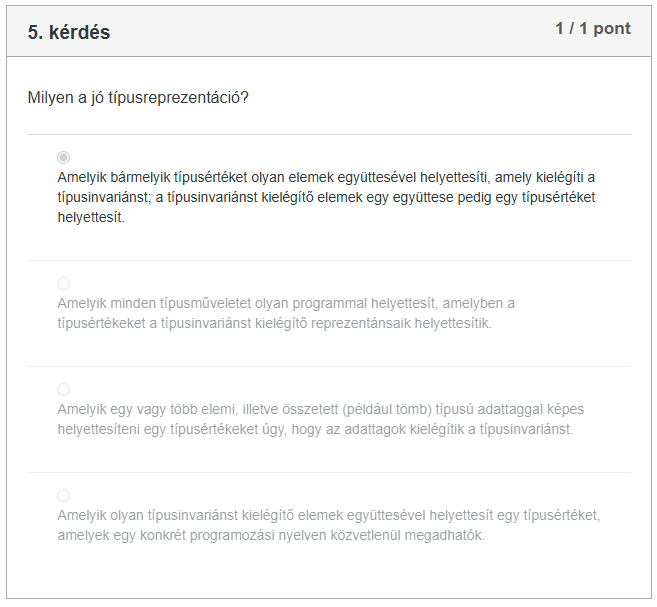 5. kérdés
1 / 1 pont
Milyen a jó típusreprezentáció?
Amelyik bármelyik típusértéket olyan elemek együttesével helyettesíti, amely kielégíti a
típusinvariánst; a típusinvariánst kielégítő elemek egy együttese pedig egy típusértéket
helyettesít.
Amelyik minden típusműveletet olyan programmal helyettesít, amelyben a
típusértékeket a típusinvariánst kielégítő reprezentánsaik helyettesítik.
Amelyik egy vagy több elemi, illetve összetett (például tömb) típusú adattaggal képes
helyettesíteni egy típusértékeket úgy, hogy az adattagok kielégítik a típusinvariánst.
Amelyik olyan típusinvariánst kielégítő elemek együttesével helyettesít egy típusértéket,
amelyek egy konkrét programozási nyelven közvetlenül megadhatók.